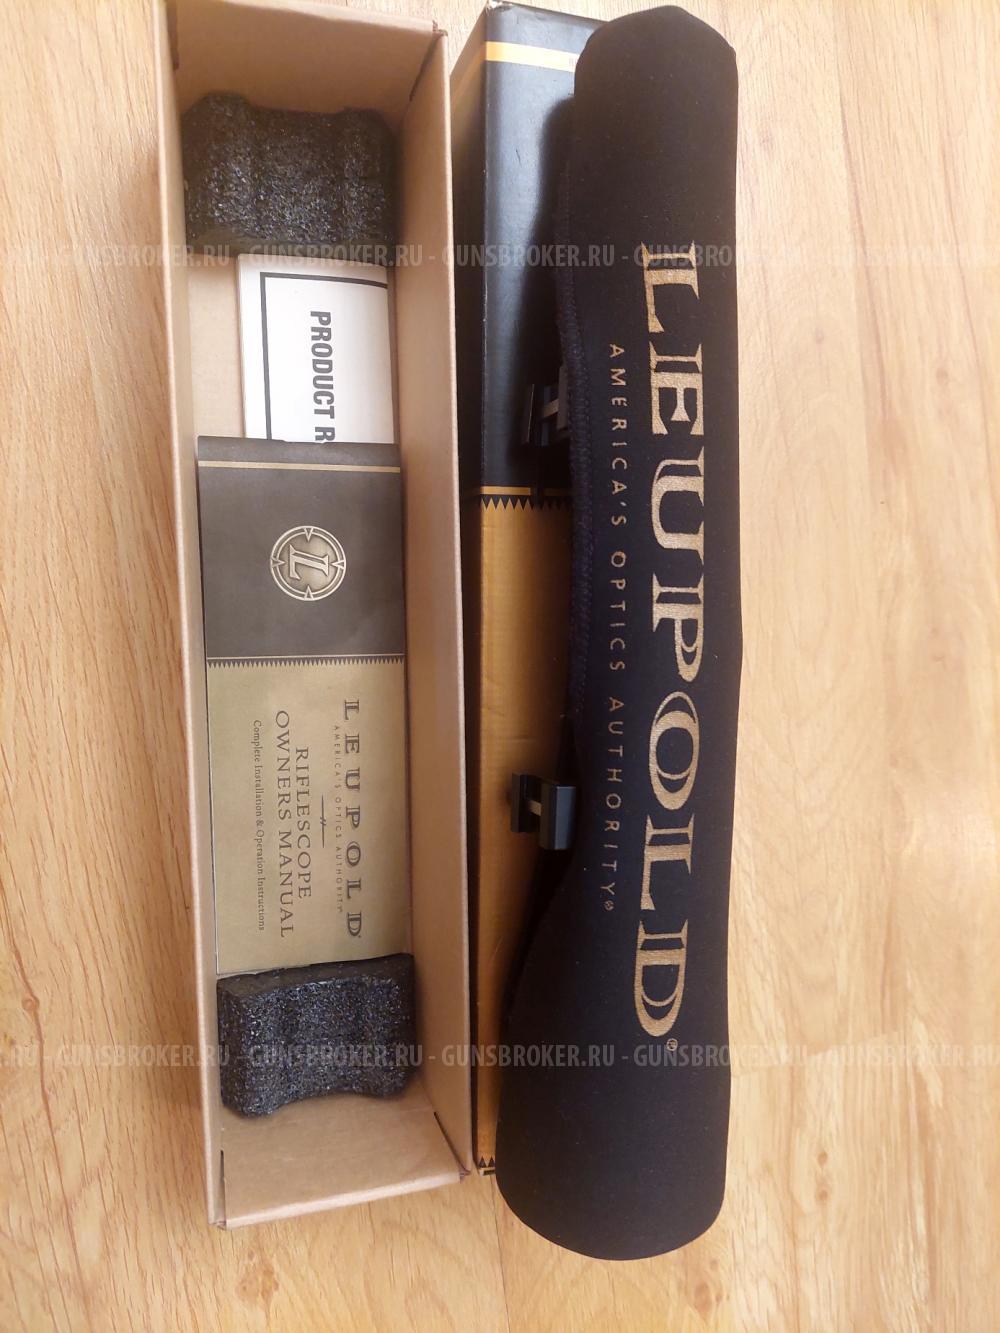 PRODUCT R
L
LEUPOLD®
AMERICA'S OPTICS AUTHORITY®
RIFLESCOPE
OWNERS MANUAL
Complete Installation & Operation Instructions
LEUPOLD®
AMERICA'S OPTICS AUTHORITY®
RU - GUNSBROKER.RU - GUNSBROKER.RU - GUNSBROKER.RU - GUNSBROKER
RU - GUNSBROKER.RU - GUNSBROKER.RU - GUNSBROKER.RU - GUNSBROKER